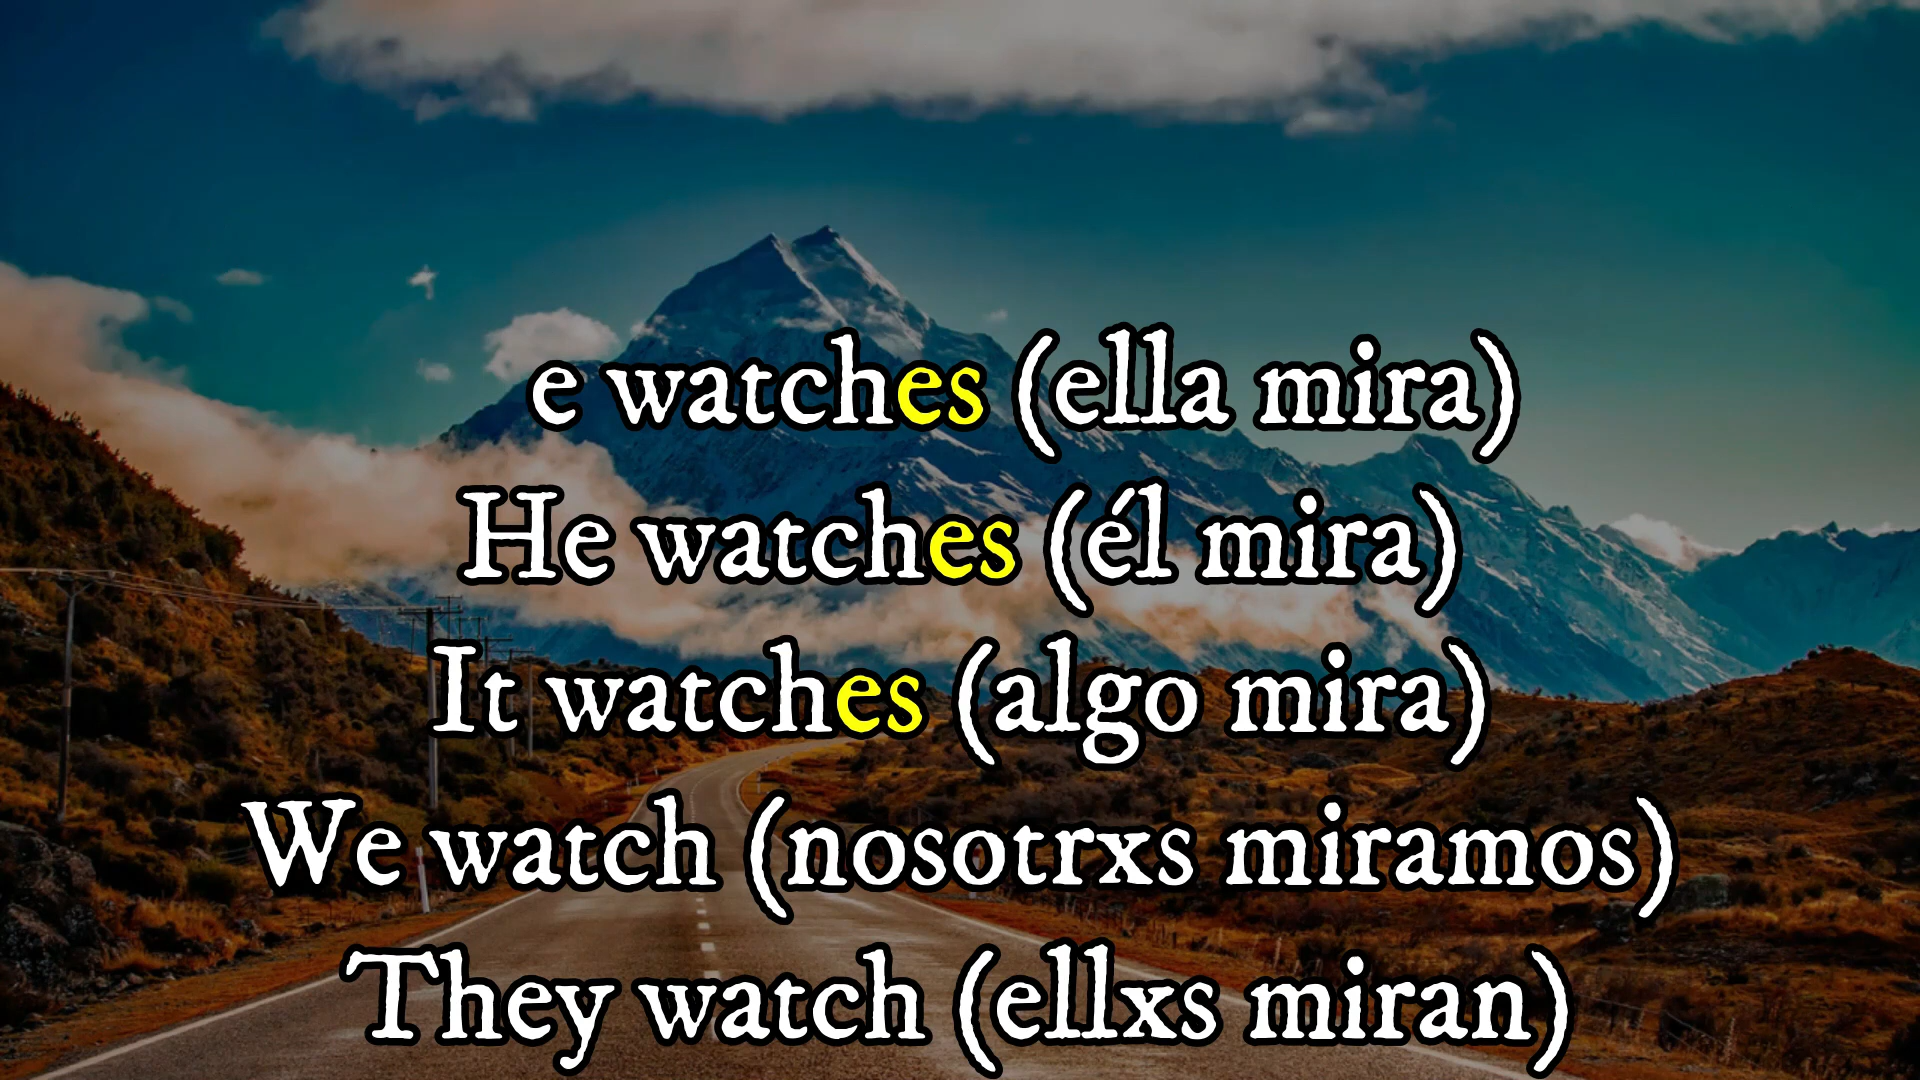 e watches (ella mira)
He watches (él mira)
It watches (algo mira)
We watch (nosotrxs miramos)
They watch (ellxs miran)